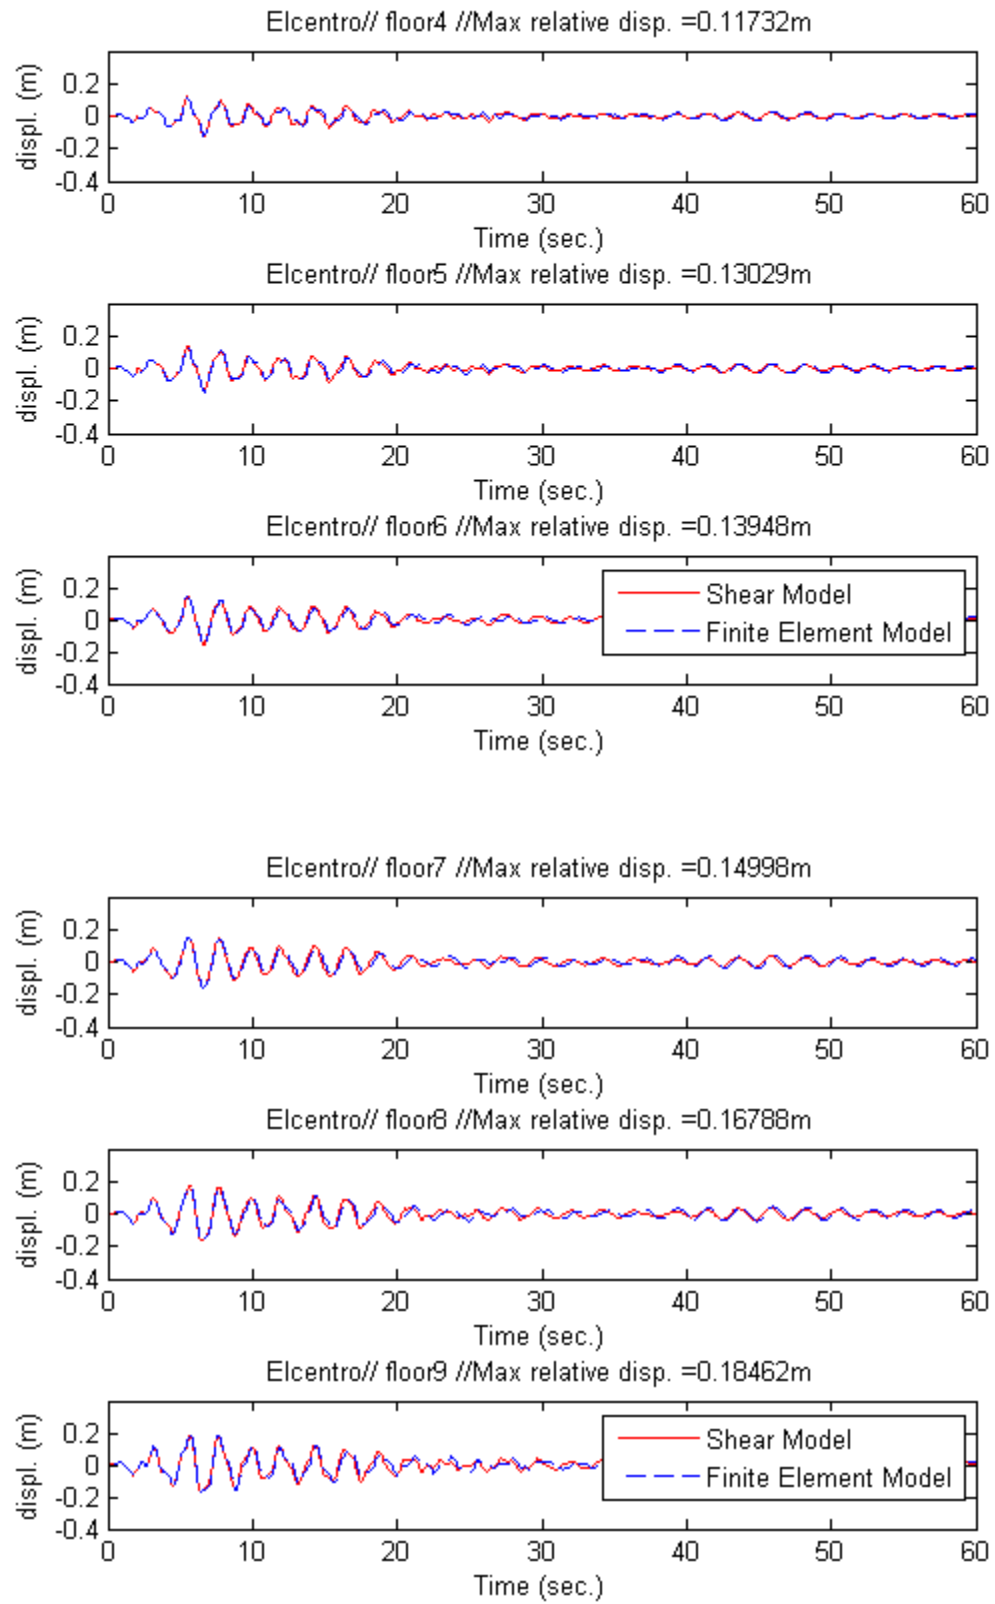 Elcentro// floor4 //Max relative disp. =0.11732m
displ. (m)
0.2
0
-0.2
-0.4
0 10 20 30 40 50 60
Time (sec.)
Elcentro// floor5 //Max relative disp. =0.13029m
displ. (m)
0.2
0
-0.2
-0.4
0 10 20 30 40 50 60
Time (sec.)
Elcentro// floor6 //Max relative disp. =0.13948m
displ. (m)
0.2
0
-0.2
-0.4
Shear Model
Finite Element Model
0 10 20 30 40 50 60
Time (sec.)
Elcentro// floor7 //Max relative disp. =0.14998m
displ. (m)
0.2
0
-0.2
-0.4
0 10 20 30 40 50 60
Time (sec.)
Elcentro// floor8 //Max relative disp. =0.16788m
displ. (m)
0.2
0
-0.2
-0.4
0 10 20 30 40 50 60
Time (sec.)
Elcentro// floor9 //Max relative disp. =0.18462m
displ. (m)
0.2
0
-0.2
-0.4
Shear Model
Finite Element Model
0 10 20 30 40 50 60
Time (sec.)